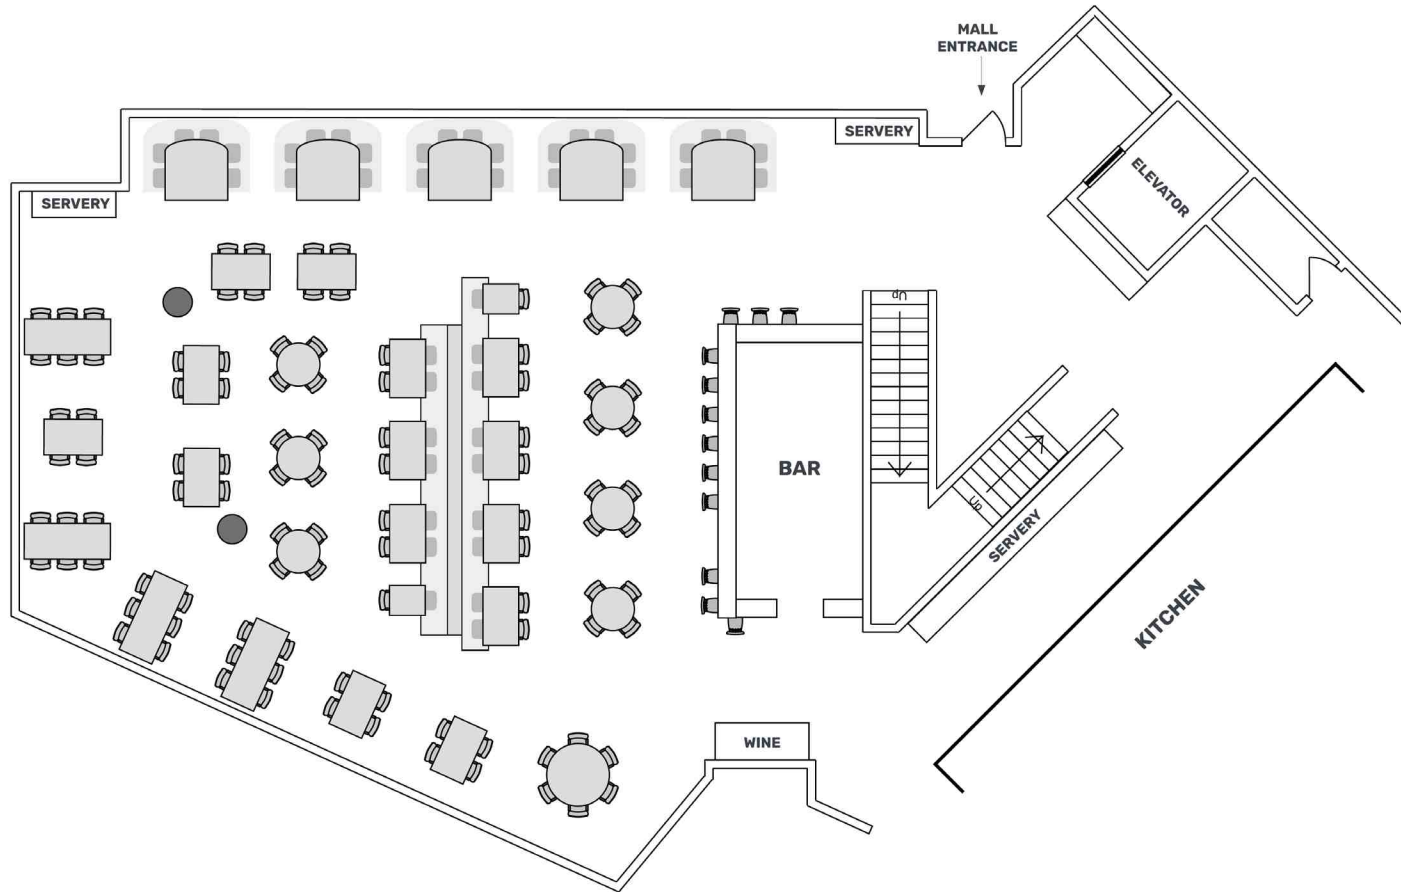 MALL
ENTRANCE
SERVERY
ELEVATOR
SERVERY
Up
BAR
Up
SERVERY
KITCHEN
WINE